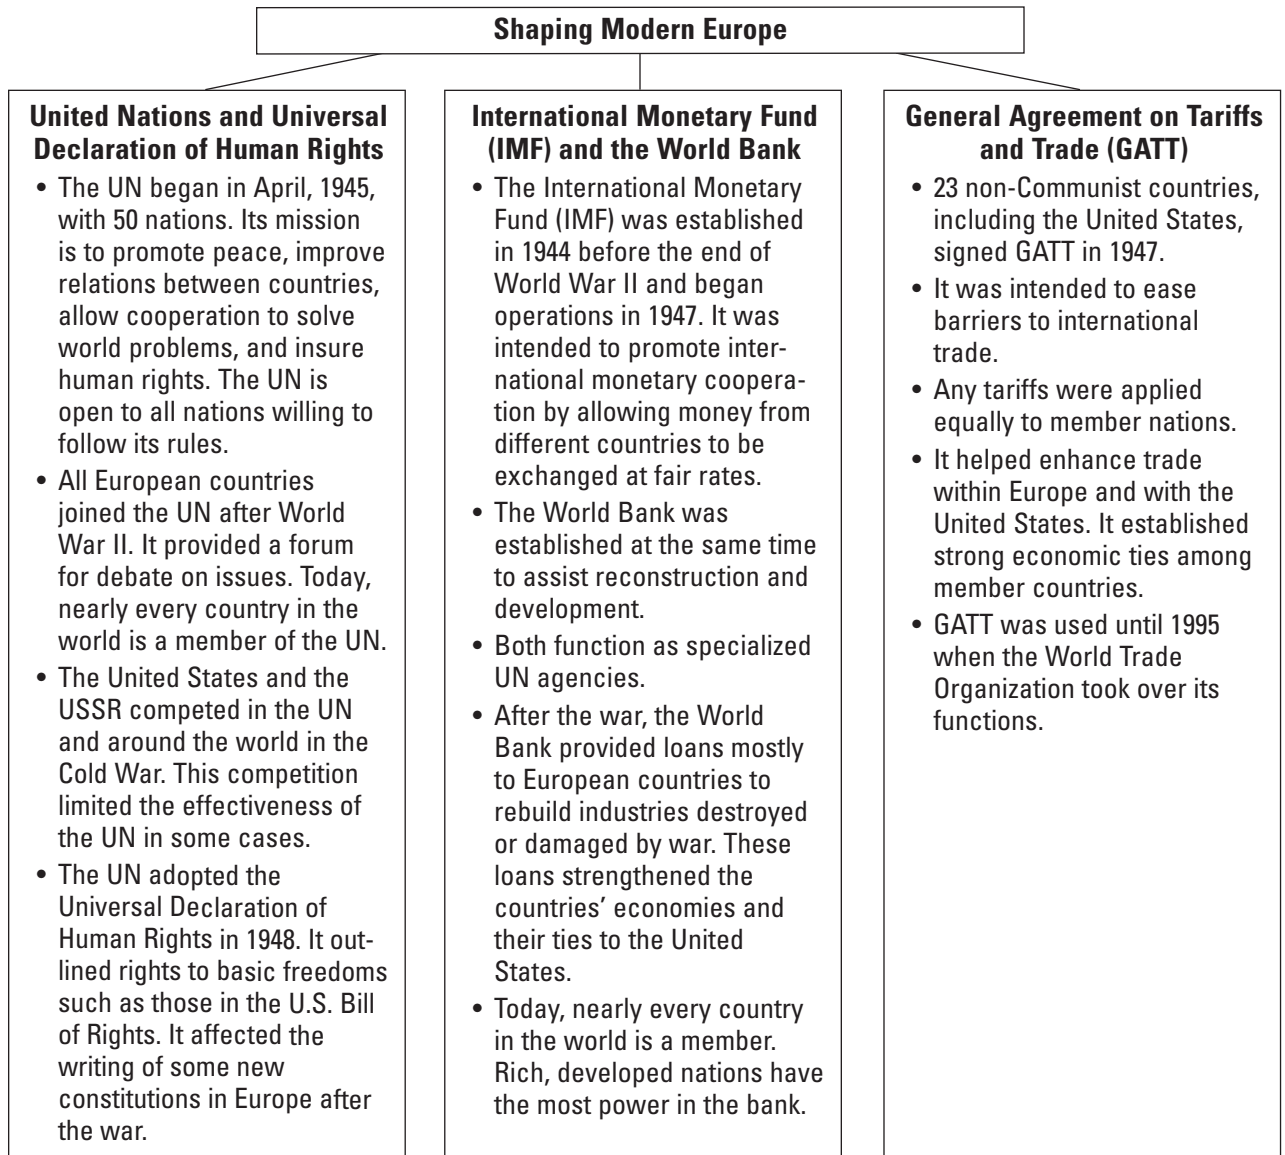 Shaping Modern Europe
United Nations and Universal
Declaration of Human Rights
• The UN began in April, 1945,
with 50 nations. Its mission
is to promote peace, improve
relations between countries,
allow cooperation to solve
world problems, and insure
human rights. The UN is
open to all nations willing to
follow its rules.
• All European countries
joined the UN after World
War II. It provided a forum
for debate on issues. Today,
nearly every country in the
world is a member of the UN.
• The United States and the
USSR competed in the UN
and around the world in the
Cold War. This competition
limited the effectiveness of
the UN in some cases.
• The UN adopted the
Universal Declaration of
Human Rights in 1948. It out-
lined rights to basic freedoms
such as those in the U.S. Bill
of Rights. It affected the
writing of some new
constitutions in Europe after
the war.
International Monetary Fund
(IMF) and the World Bank
• The International Monetary
Fund (IMF) was established
in 1944 before the end of
World War II and began
operations in 1947. It was
intended to promote inter-
national monetary coopera-
tion by allowing money from
different countries to be
exchanged at fair rates.
• The World Bank was
established at the same time
to assist reconstruction and
development.
• Both function as specialized
UN agencies.
• After the war, the World
Bank provided loans mostly
to European countries to
rebuild industries destroyed
or damaged by war. These
loans strengthened the
countries’ economies and
their ties to the United
States.
• Today, nearly every country
in the world is a member.
Rich, developed nations have
the most power in the bank.
General Agreement on Tariffs
and Trade (GATT)
• 23 non-Communist countries,
including the United States,
signed GATT in 1947.
• It was intended to ease
barriers to international
trade.
• Any tariffs were applied
equally to member nations.
• It helped enhance trade
within Europe and with the
United States. It established
strong economic ties among
member countries.
• GATT was used until 1995
when the World Trade
Organization took over its
functions.